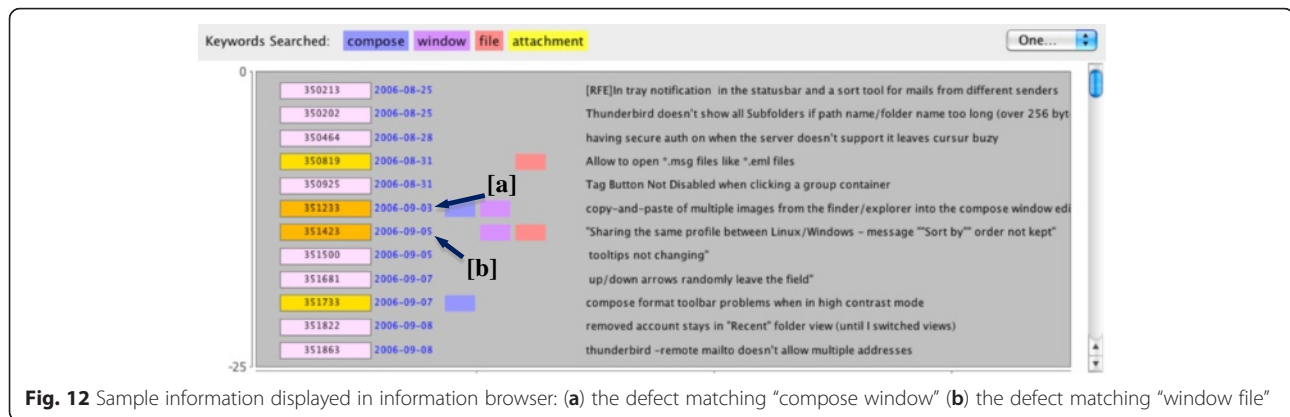 Keywords Searched: compose window file attachment One...
0
350213 2006-08-25 [RFE]In tray notification in the statusbar and a sort tool for mails from different senders
350202 2006-08-25 Thunderbird doesn't show all Subfolders if path name/folder name too long (over 256 byt
350464 2006-08-28 having secure auth on when the server doesn't support it leaves cursur buzy
350819 2006-08-31 Allow to open *.msg files like *.eml files
350925 2006-08-31 Tag Button Not Disabled when clicking a group container
[a]
351233 2006-09-03 copy-and-paste of multiple images from the finder/explorer into the compose window edi
351423 2006-09-05 "Sharing the same profile between Linux/Windows - message ""Sort by"" order not kept"
351500 2006-09-05 tooltips not changing"
[b]
351681 2006-09-07 up/down arrows randomly leave the field"
351733 2006-09-07 compose format toolbar problems when in high contrast mode
351822 2006-09-08 removed account stays in "Recent" folder view (until I switched views)
351863 2006-09-08 thunderbird -remote mailto doesn't allow multiple addresses
-25
Fig. 12 Sample information displayed in information browser: (a) the defect matching "compose window" (b) the defect matching "window file"